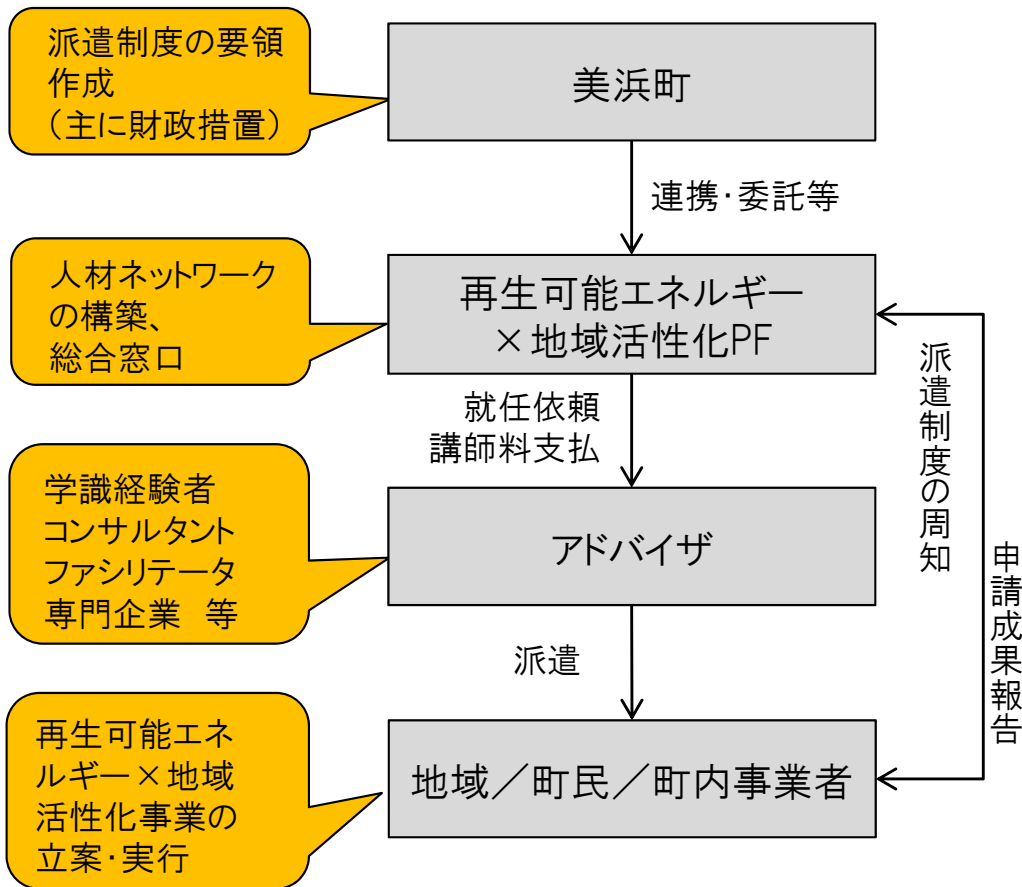 派遣制度の要領
作成
（主に財政措置）
美浜町
連携・委託等
人材ネットワーク
の構築、
総合窓口
再生可能エネルギー
×地域活性化PF
就任依頼
講師料支払
派遣制度の周知
学識経験者
コンサルタント
ファシリテータ
専門企業　等
アドバイザ
申請成果報告
派遣
再生可能エネ
ルギー×地域
活性化事業の
立案・実行
地域／町民／町内事業者